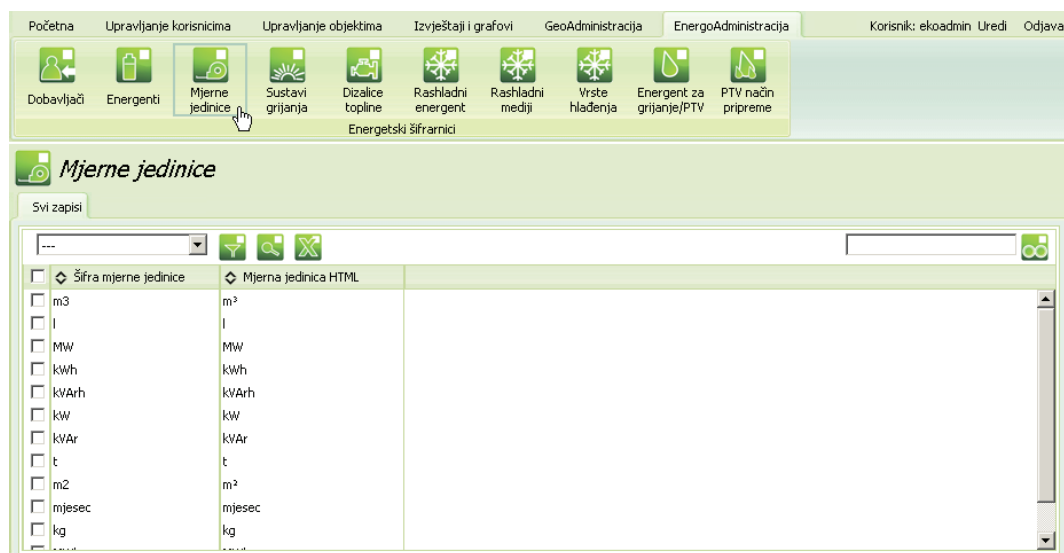 Početna Upravljanje korisnicima Upravljanje objektima Izvještaji i grafovi GeoAdministracija EnergoAdministracija Korisnik: ekoadmin Uredi Odjava
Dobavljači Energenti Mjerne jedinice Sustavi grijanja Dizalice topline Rashladni energent Rashladni mediji Vrste hlađenja Energent za grijanje/PTV PTV način pripreme
Energetski šifrarnici
Mjerne jedinice
Svi zapisi
---
Šifra mjerne jedinice Mjerna jedinica HTML
m3 m³
l l
MW MW
kWh kWh
kVArh kVArh
kW kW
kVAr kVAr
t t
m2 m²
mjesec mjesec
kg kg